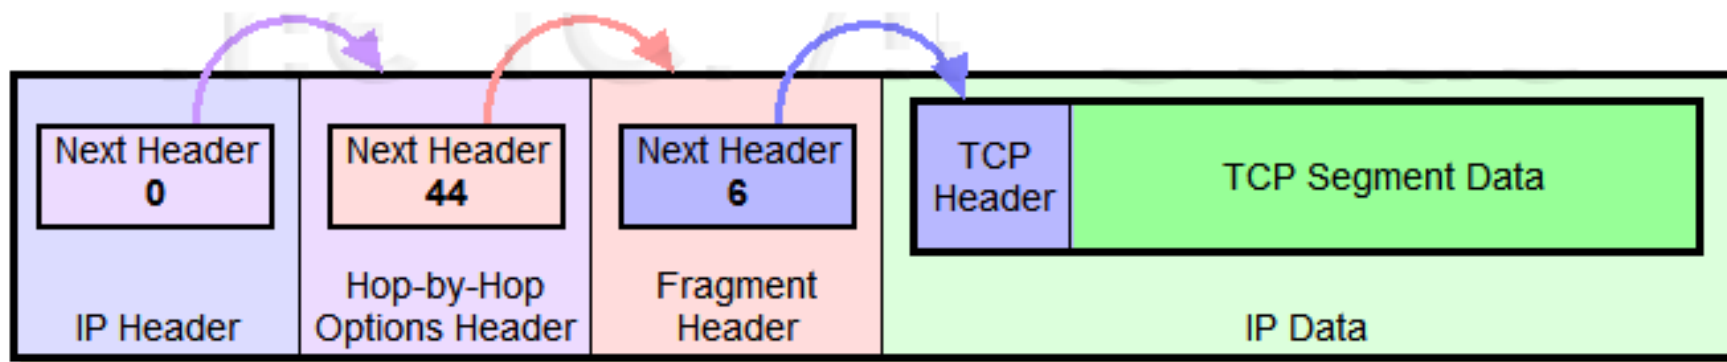 Next Header
0
Next Header
44
Next Header
6
TCP
Header
TCP Segment Data
IP Header
Hop-by-Hop
Options Header
Fragment
Header
IP Data